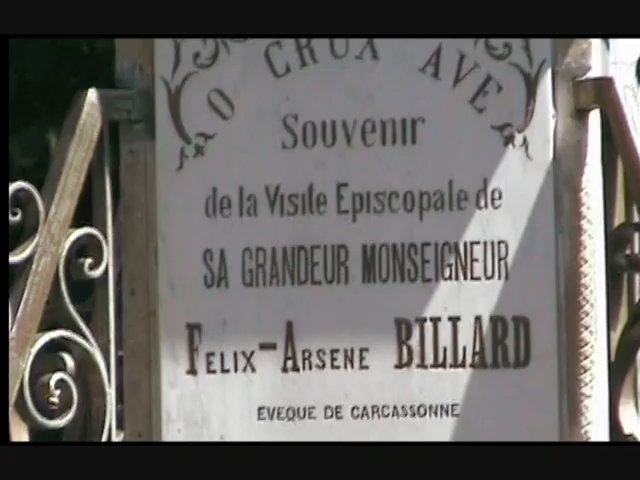 O CRUX AVE
Souvenir
de la Visite Episcopale de
SA GRANDEUR MONSEIGNEUR
FELIX-ARSENE BILLARD
EVEQUE DE CARCASSONNE